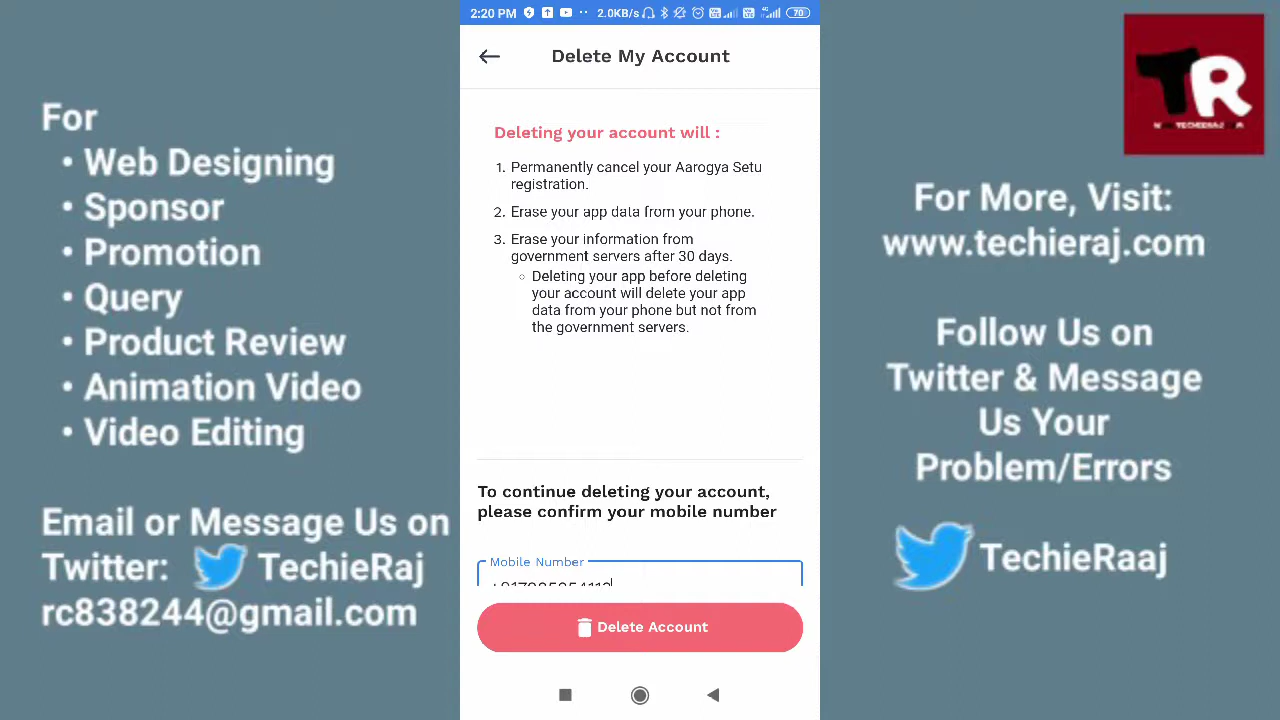 For
• Web Designing
• Sponsor
• Promotion
• Query
• Product Review
• Animation Video
• Video Editing
Email or Message Us on
Twitter: TechieRaj
rc838244@gmail.com
2:20 PM 2.0KB/s 4G 70
Delete My Account
Deleting your account will :
1. Permanently cancel your Aarogya Setu
registration.
2. Erase your app data from your phone.
3. Erase your information from
government servers after 30 days.
○ Deleting your app before deleting
your account will delete your app
data from your phone but not from
the government servers.
To continue deleting your account,
please confirm your mobile number
Mobile Number
Delete Account
TR
For More, Visit:
www.techieraj.com
Follow Us on
Twitter & Message
Us Your
Problem/Errors
TechieRaaj